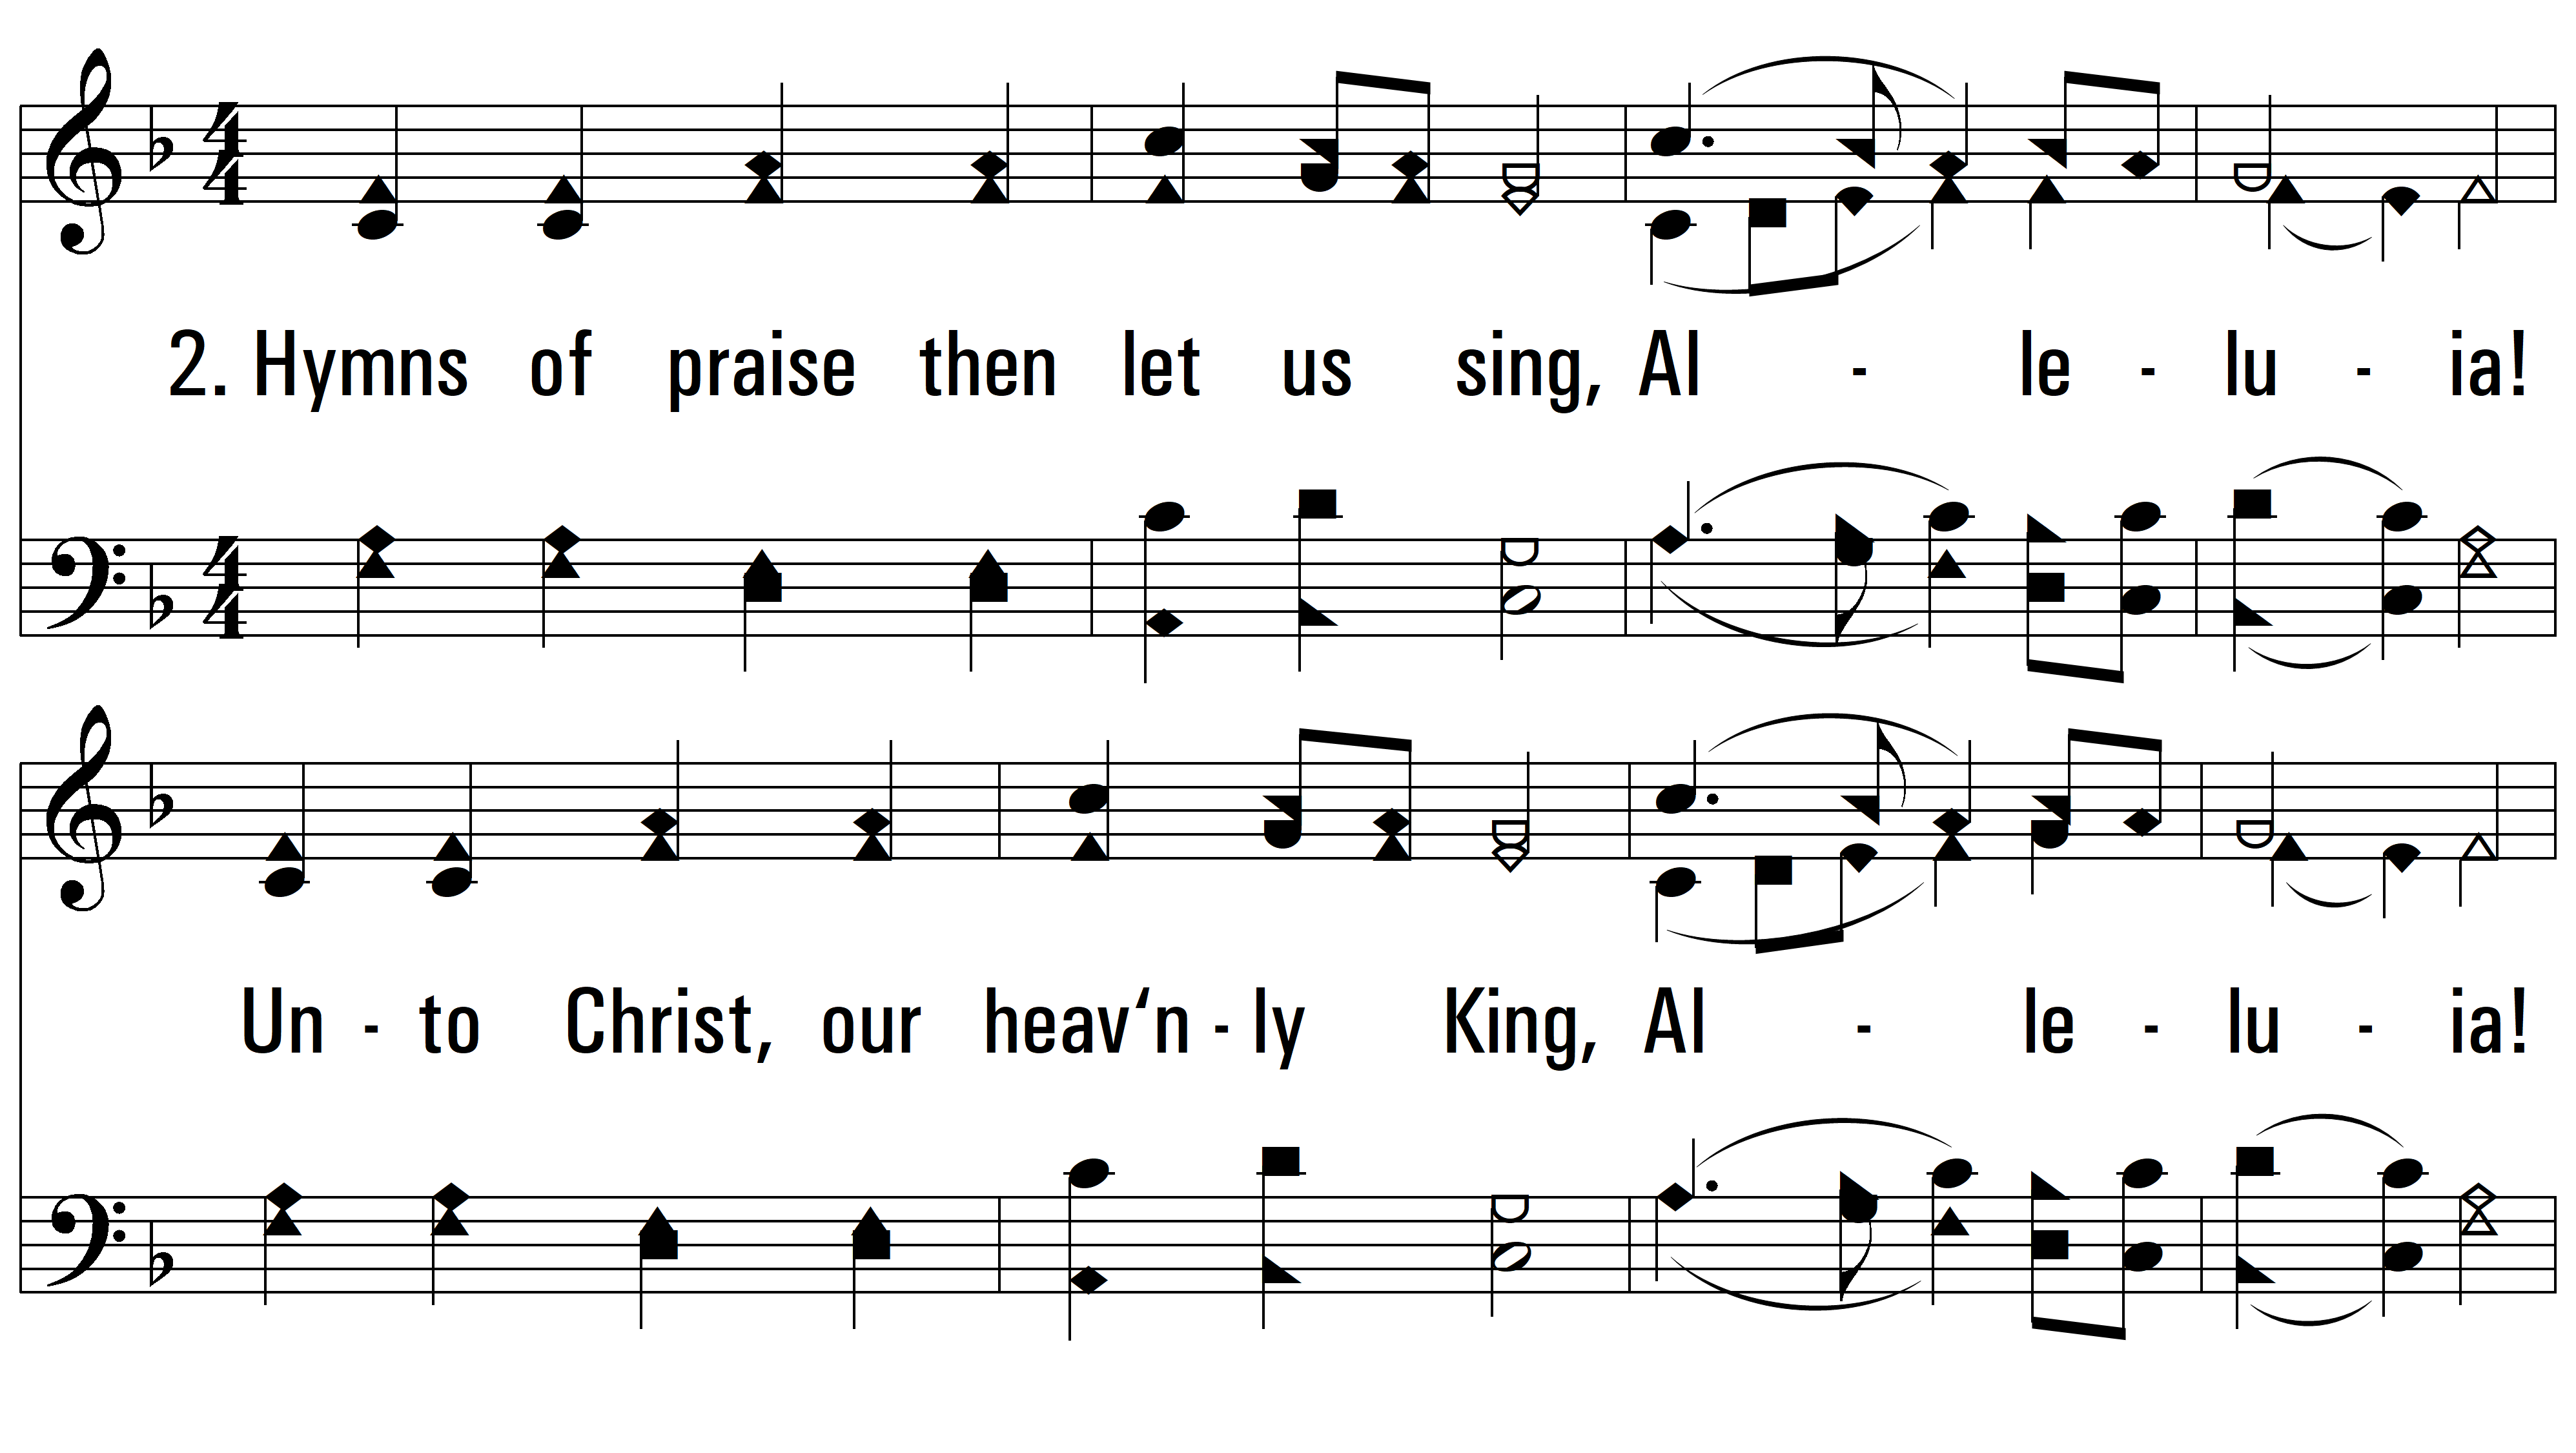 2. Hymns of praise then let us sing, Al - le - lu - ia!
Un - to Christ, our heav‘n - ly King, Al - le - lu - ia!